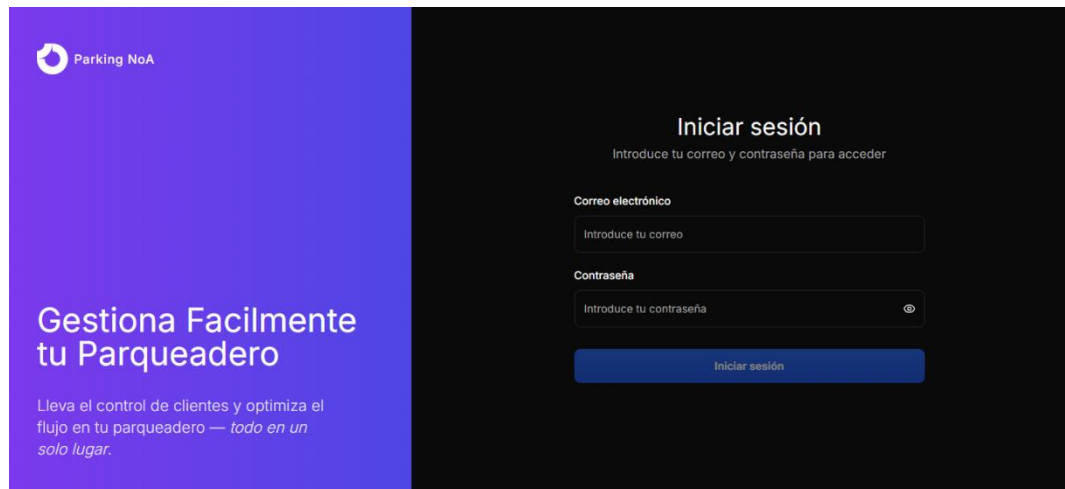 Parking NoA
Gestiona Facilmente
tu Parqueadero
Lleva el control de clientes y optimiza el
flujo en tu parqueadero — todo en un
solo lugar.
Iniciar sesión
Introduce tu correo y contraseña para acceder
Correo electrónico
Introduce tu correo
Contraseña
Introduce tu contraseña
Iniciar sesión